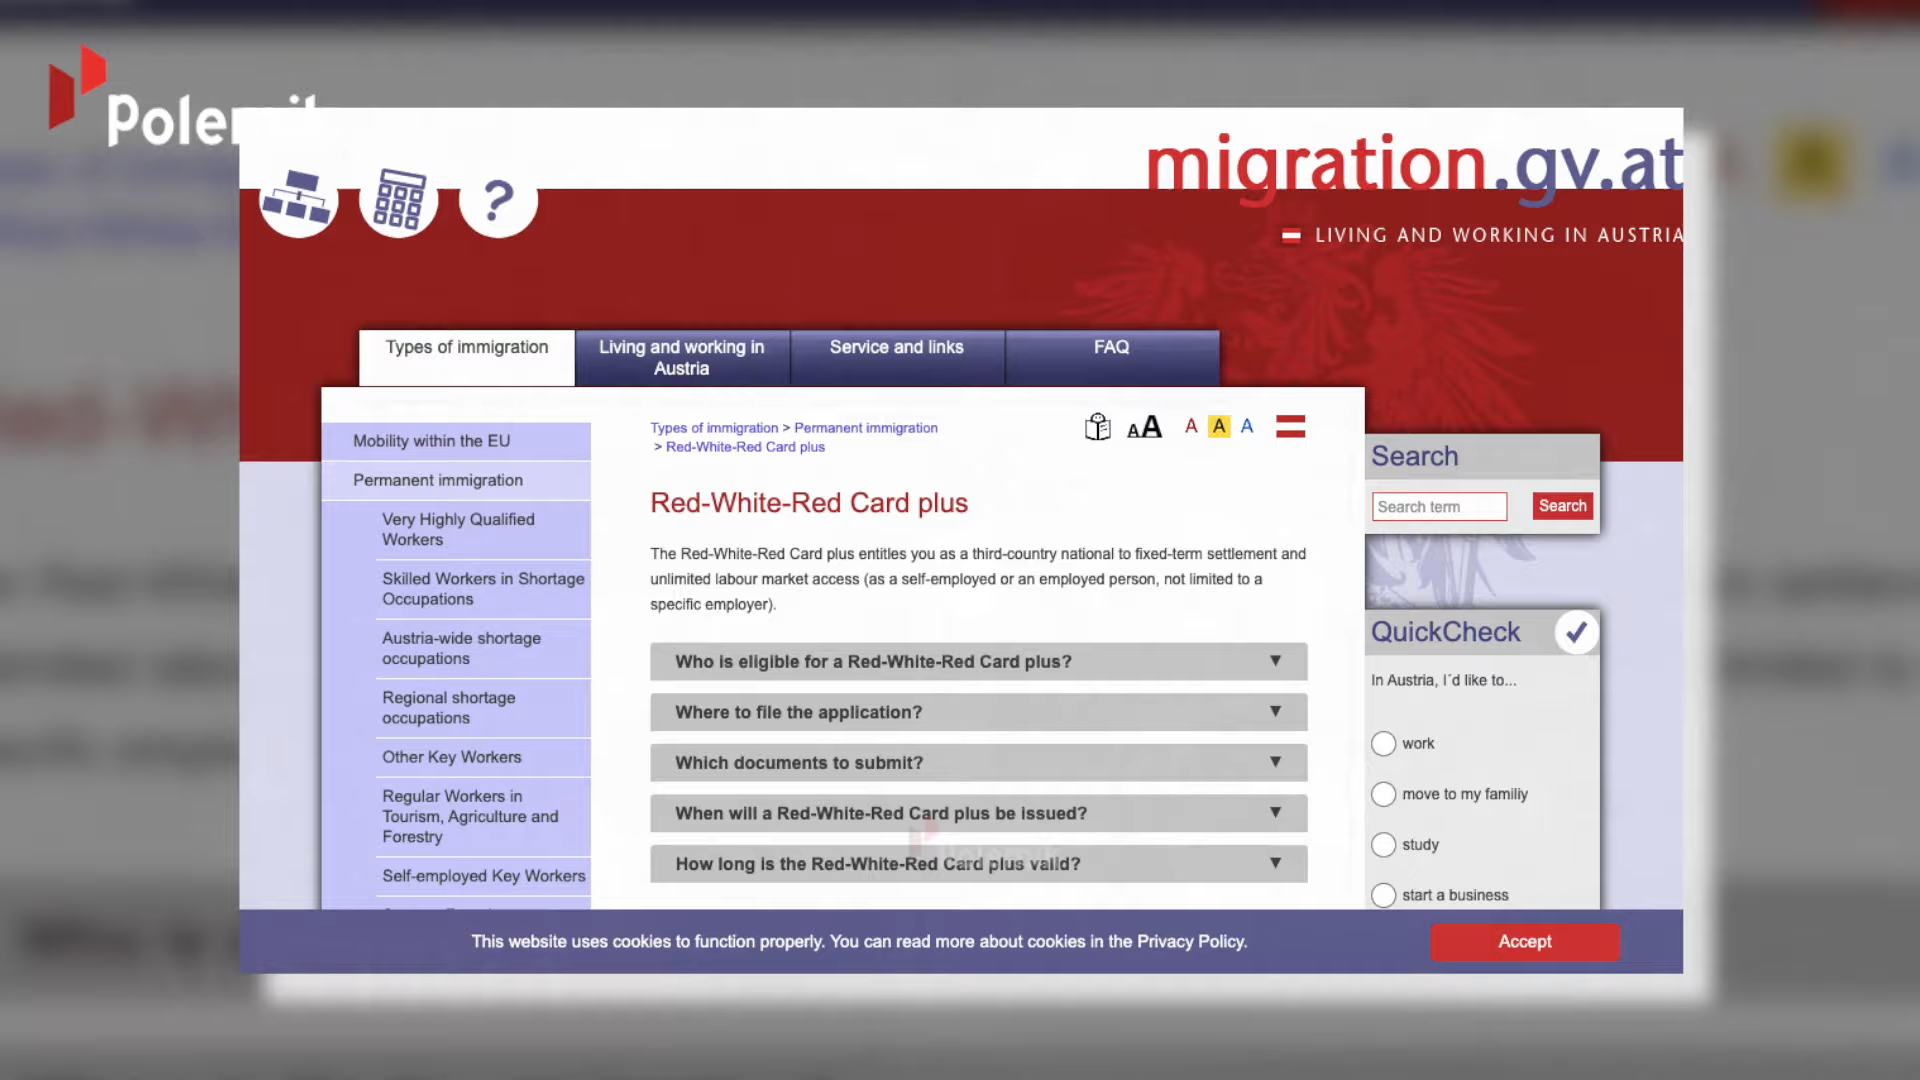 Polemik
migration.gv.at
LIVING AND WORKING IN AUSTRIA
?
Types of immigration
Living and working in
Austria
Service and links
FAQ
Mobility within the EU
Permanent immigration
Very Highly Qualified
Workers
Skilled Workers in Shortage
Occupations
Austria-wide shortage
occupations
Regional shortage
occupations
Other Key Workers
Regular Workers in
Tourism, Agriculture and
Forestry
Self-employed Key Workers
Types of immigration > Permanent immigration
> Red-White-Red Card plus
A A A A A
Red-White-Red Card plus
The Red-White-Red Card plus entitles you as a third-country national to fixed-term settlement and
unlimited labour market access (as a self-employed or an employed person, not limited to a
specific employer).
Who is eligible for a Red-White-Red Card plus?
Where to file the application?
Which documents to submit?
When will a Red-White-Red Card plus be issued?
How long is the Red-White-Red Card plus valid?
Search
Search term
Search
QuickCheck
In Austria, I´d like to...
work
move to my familiy
study
start a business
This website uses cookies to function properly. You can read more about cookies in the Privacy Policy.
Accept